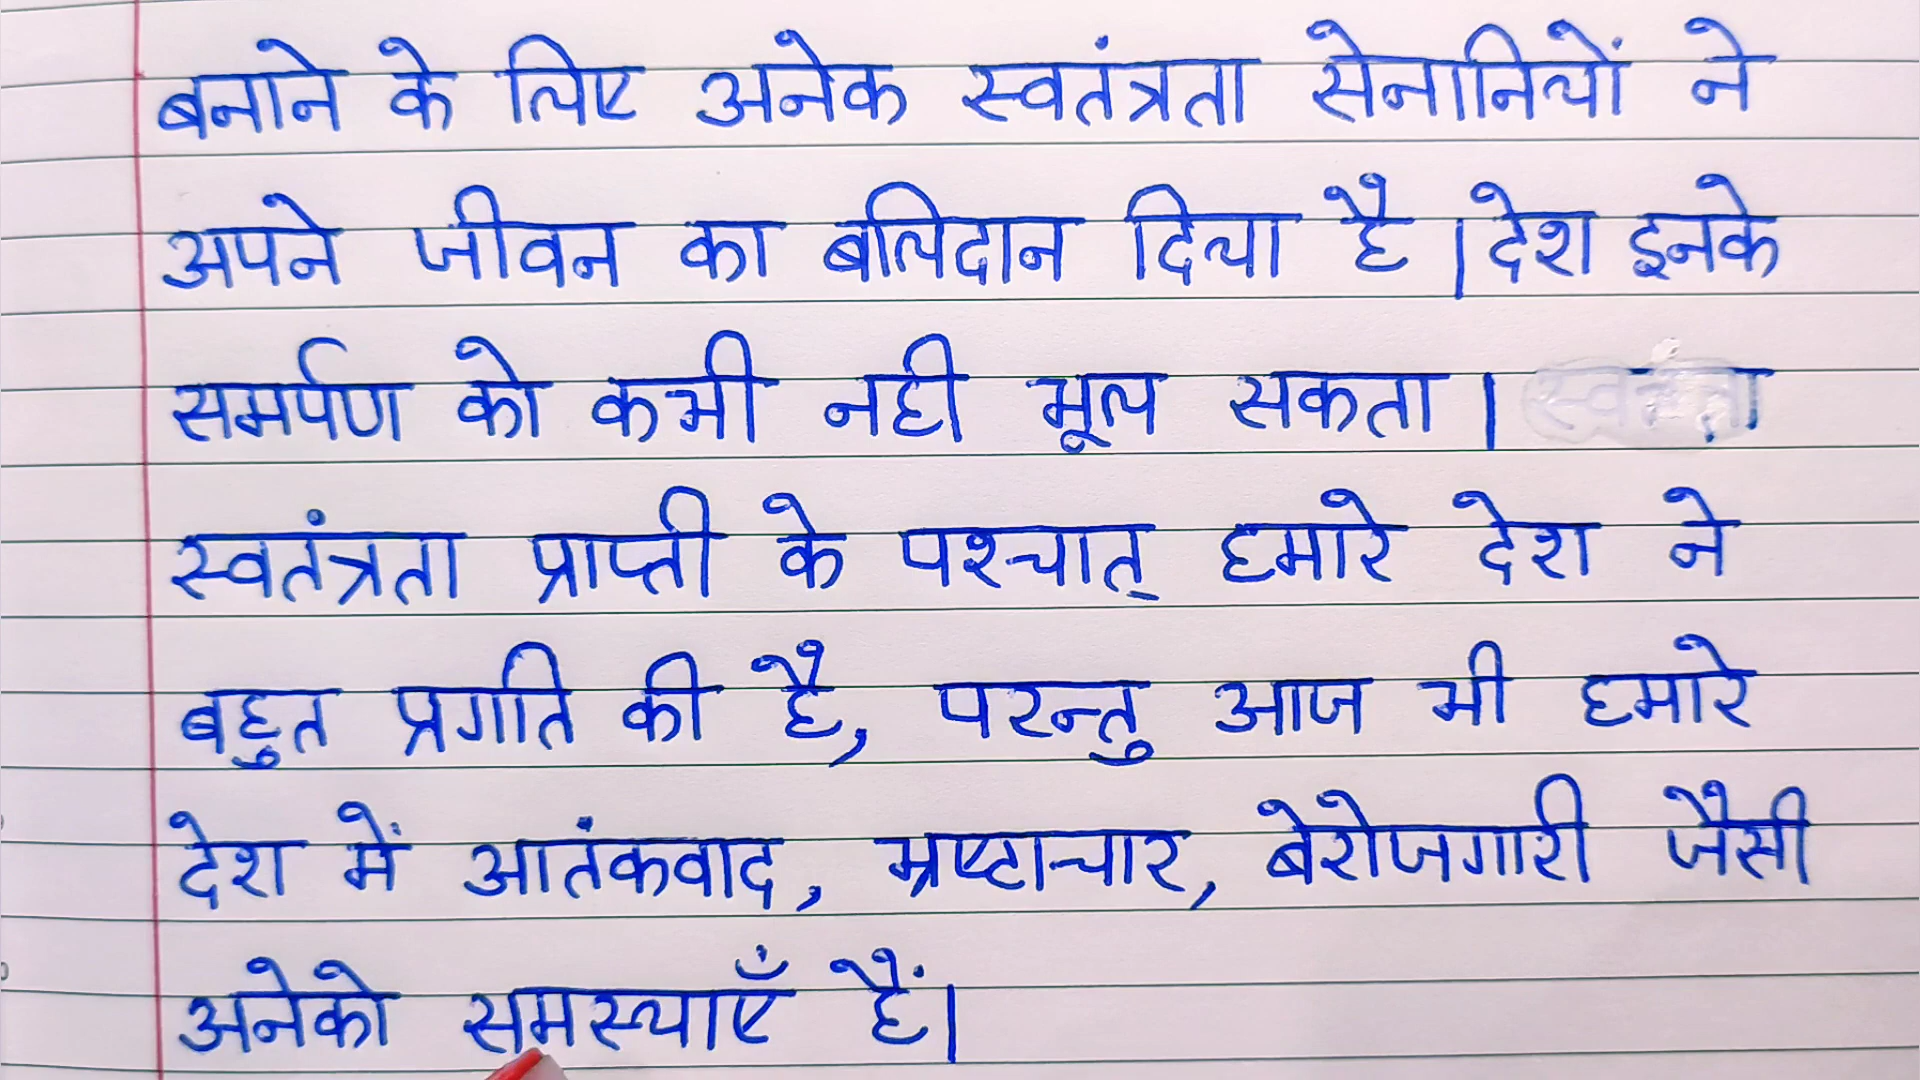 बनाने के लिए अनेक स्वतंत्रता सेनानियों ने
अपने जीवन का बलिदान दिया है। देश इनके
समर्पण को कभी नही भूल सकता।
स्वतंत्रता प्राप्ती के पश्चात् हमारे देश ने
बहुत प्रगति की है, परन्तु आज भी हमारे
देश में आतंकवाद, भ्रष्टाचार, बेरोजगारी जैसी
अनेको समस्याएँ हैं।